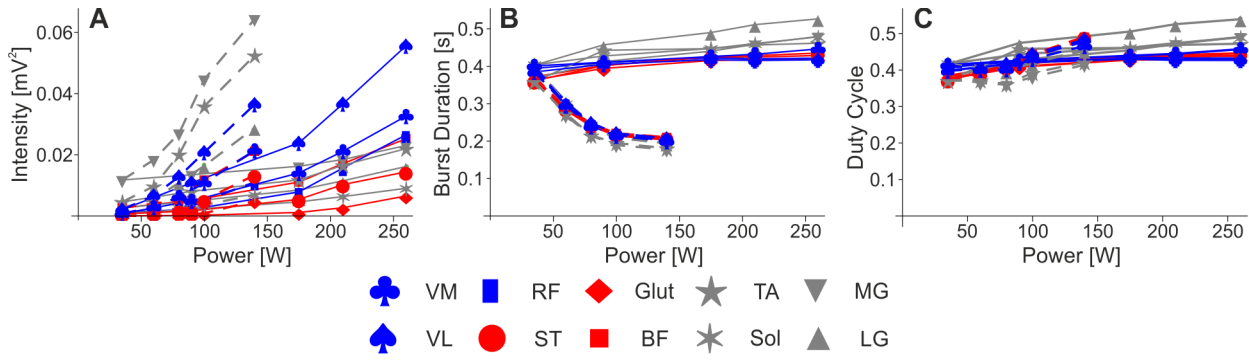 A
Intensity [mV²]
0.06
0.04
0.02
50
100
150
200
250
Power [W]
B
Burst Duration [s]
0.5
0.4
0.3
0.2
0.1
50
100
150
200
250
Power [W]
C
Duty Cycle
0.5
0.4
0.3
0.2
0.1
50
100
150
200
250
Power [W]
VM RF Glut TA MG
VL ST BF Sol LG